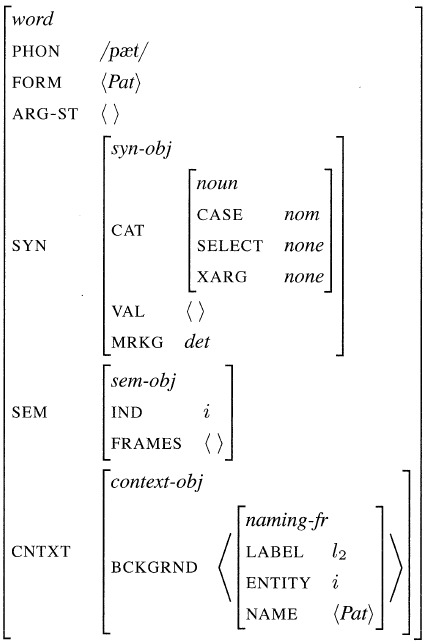 word
PHON /pæt/
FORM ⟨Pat⟩
ARG-ST ⟨ ⟩
syn-obj
noun
CASE nom
CAT
SELECT none
SYN
XARG none
VAL ⟨ ⟩
MRKG det
sem-obj
SEM IND i
FRAMES ⟨ ⟩
context-obj
naming-fr
LABEL l₂
CNTXT BCKGRND
ENTITY i
NAME ⟨Pat⟩